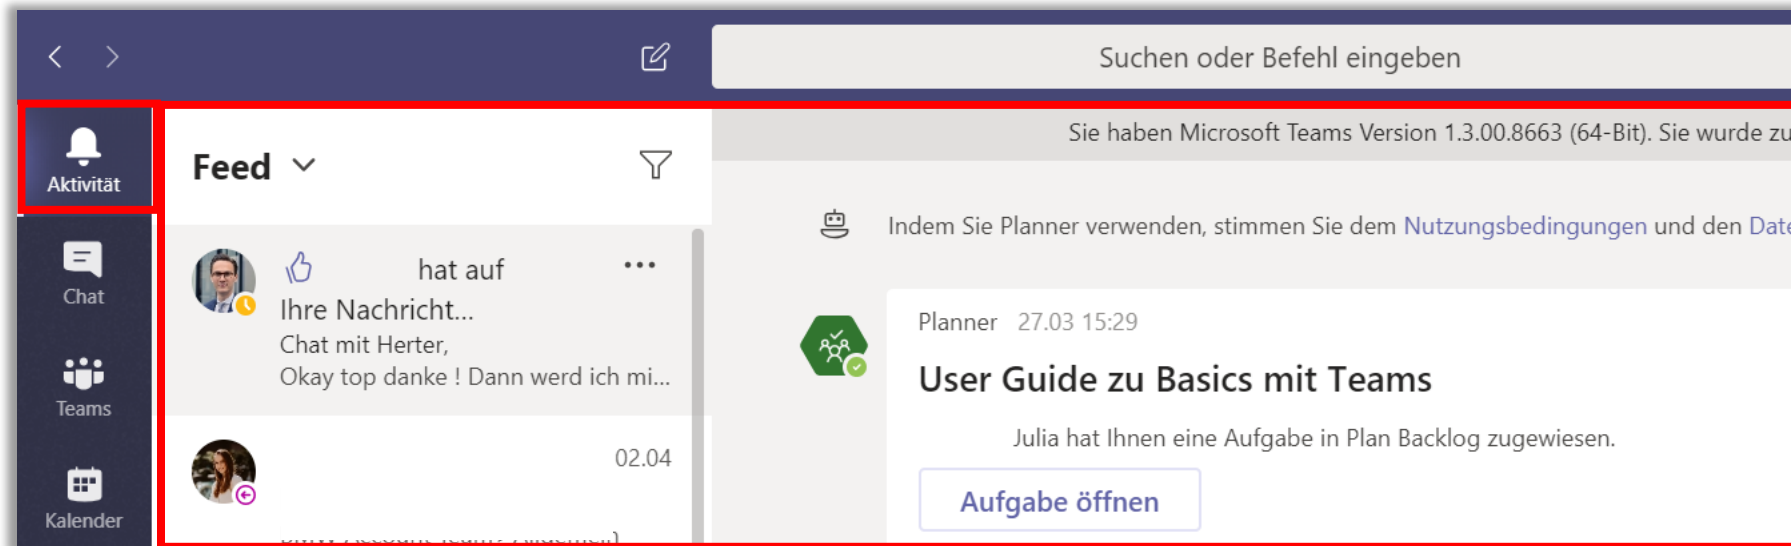 Suchen oder Befehl eingeben
Aktivität
Chat
Teams
Kalender
Feed
hat auf
Ihre Nachricht...
Chat mit Herter,
Okay top danke ! Dann werd ich mi...
02.04
Sie haben Microsoft Teams Version 1.3.00.8663 (64-Bit). Sie wurde zu
Indem Sie Planner verwenden, stimmen Sie dem Nutzungsbedingungen und den Date
Planner 27.03 15:29
User Guide zu Basics mit Teams
Julia hat Ihnen eine Aufgabe in Plan Backlog zugewiesen.
Aufgabe öffnen